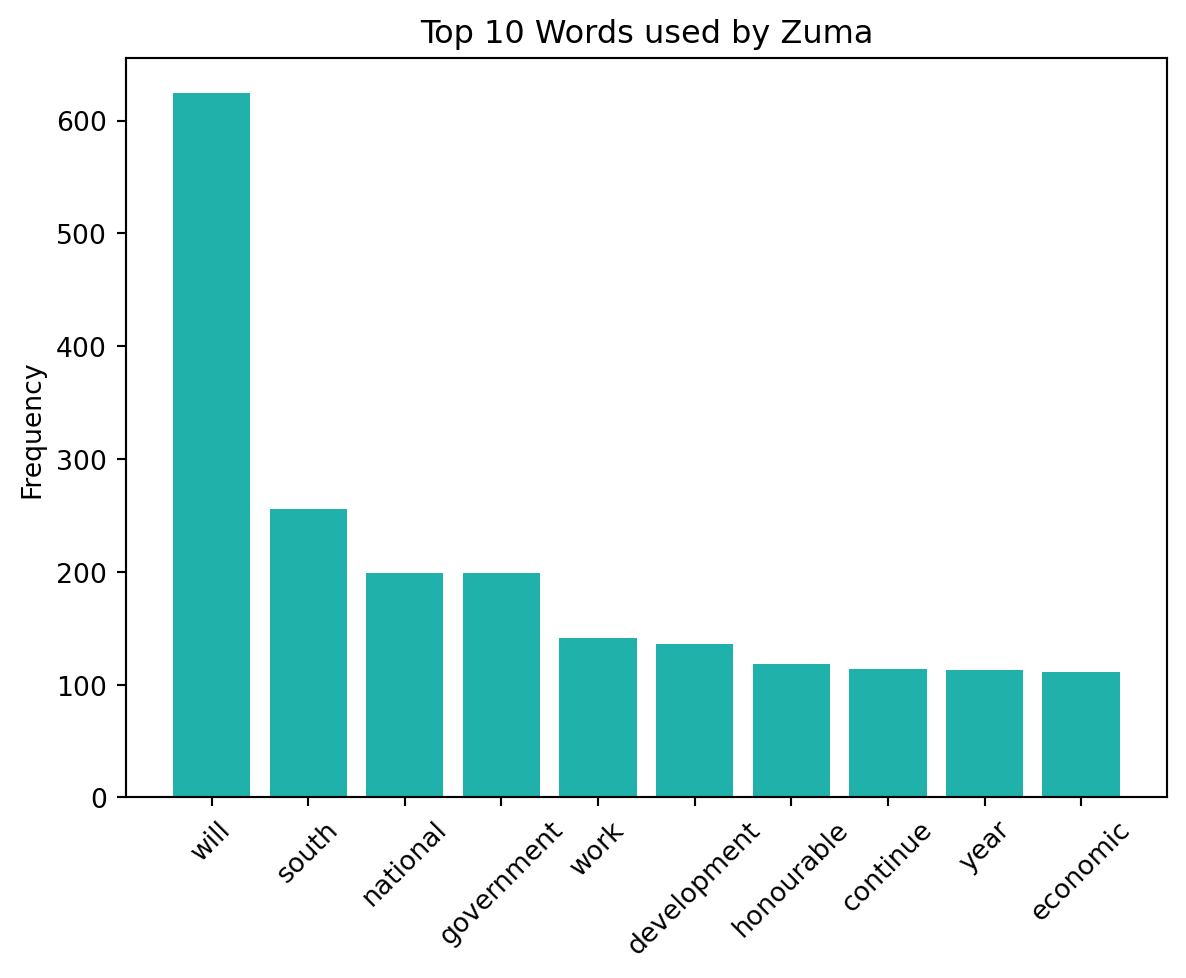 Top 10 Words used by Zuma
Frequency
600
500
400
300
200
100
0
will
south
national
government
work
development
honourable
continue
year
economic